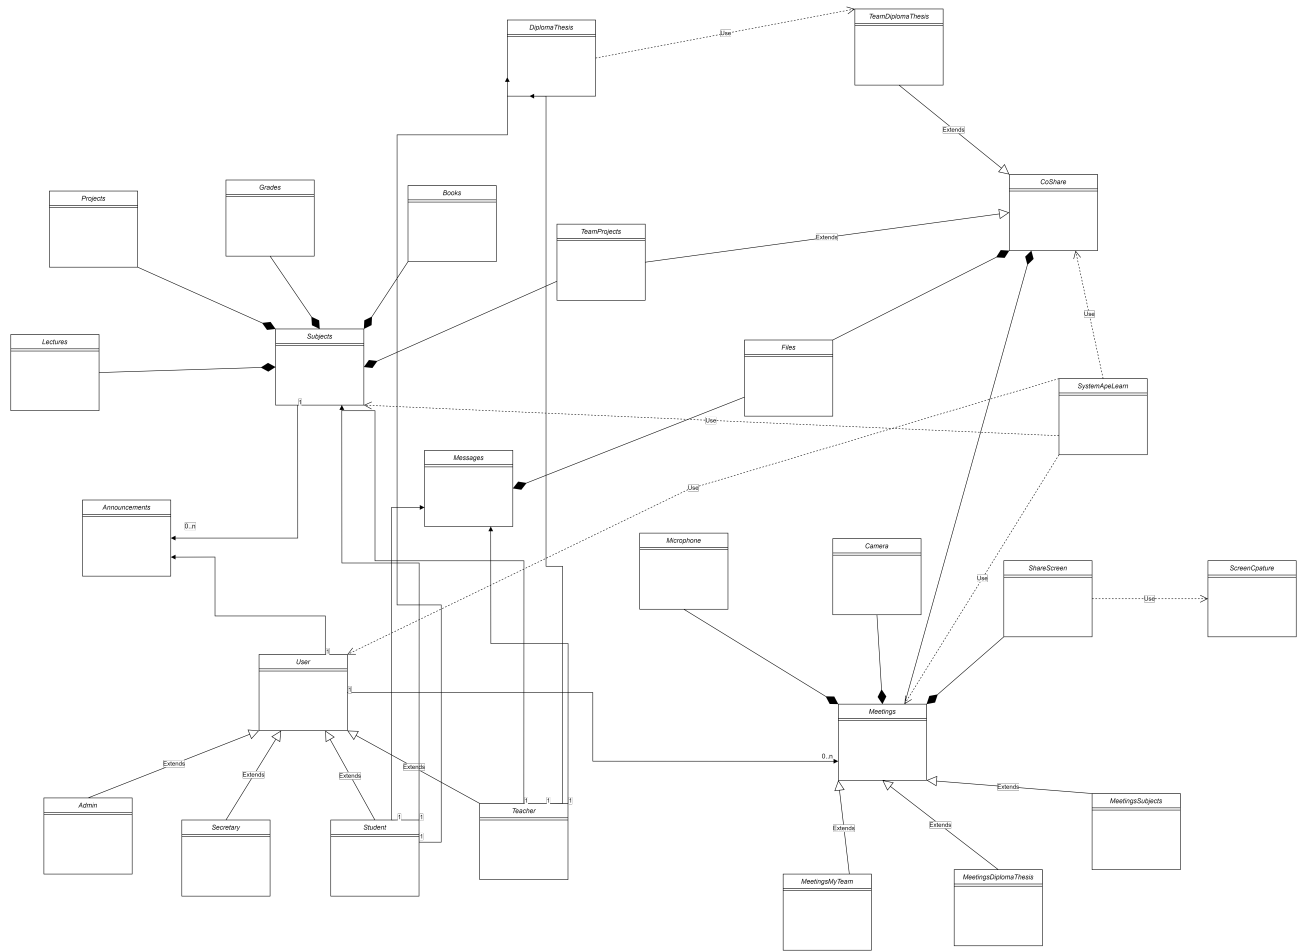 TeamDiplomaThesis
DiplomaThesis
Use
Extends
CoShare
Grades
Books
Projects
TeamProjects
Extends
Use
Subjects
Lectures
Files
SystemApeLearn
1
Use
Messages
Use
Announcements
0..n
Microphone
Camera
ShareScreen
ScreenCpature
Use
Use
1
User
1
Meetings
0..n
Extends
Extends
Extends
Extends
Extends
MeetingsSubjects
1
1
1
Admin
Teacher
1
1
Secretary
Student
Extends
Extends
1
MeetingsMyTeam
MeetingsDiplomaThesis